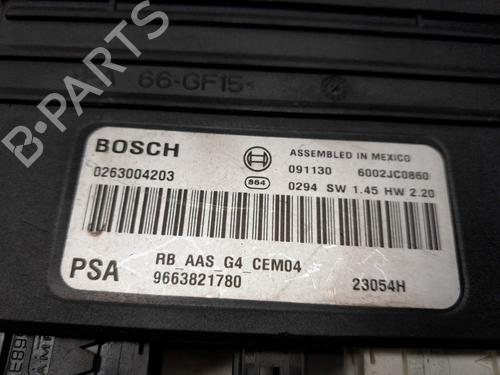 B-PARTS
66-GF15<
BOSCH
ASSEMBLED IN MEXICO
0263004203
091130 6002JC0860
864
0294 SW 1.45 HW 2.20
PSA
RB_AAS_G4_CEM04
9663821780
23054H